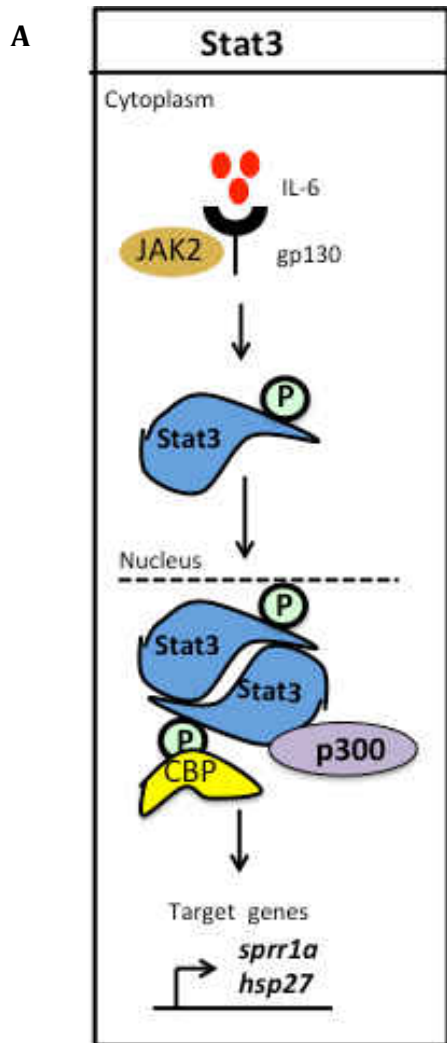 A
Stat3
Cytoplasm
IL-6
JAK2
gp130
P
Stat3
Nucleus
P
Stat3
Stat3
P
p300
CBP
Target genes
sprr1a
hsp27